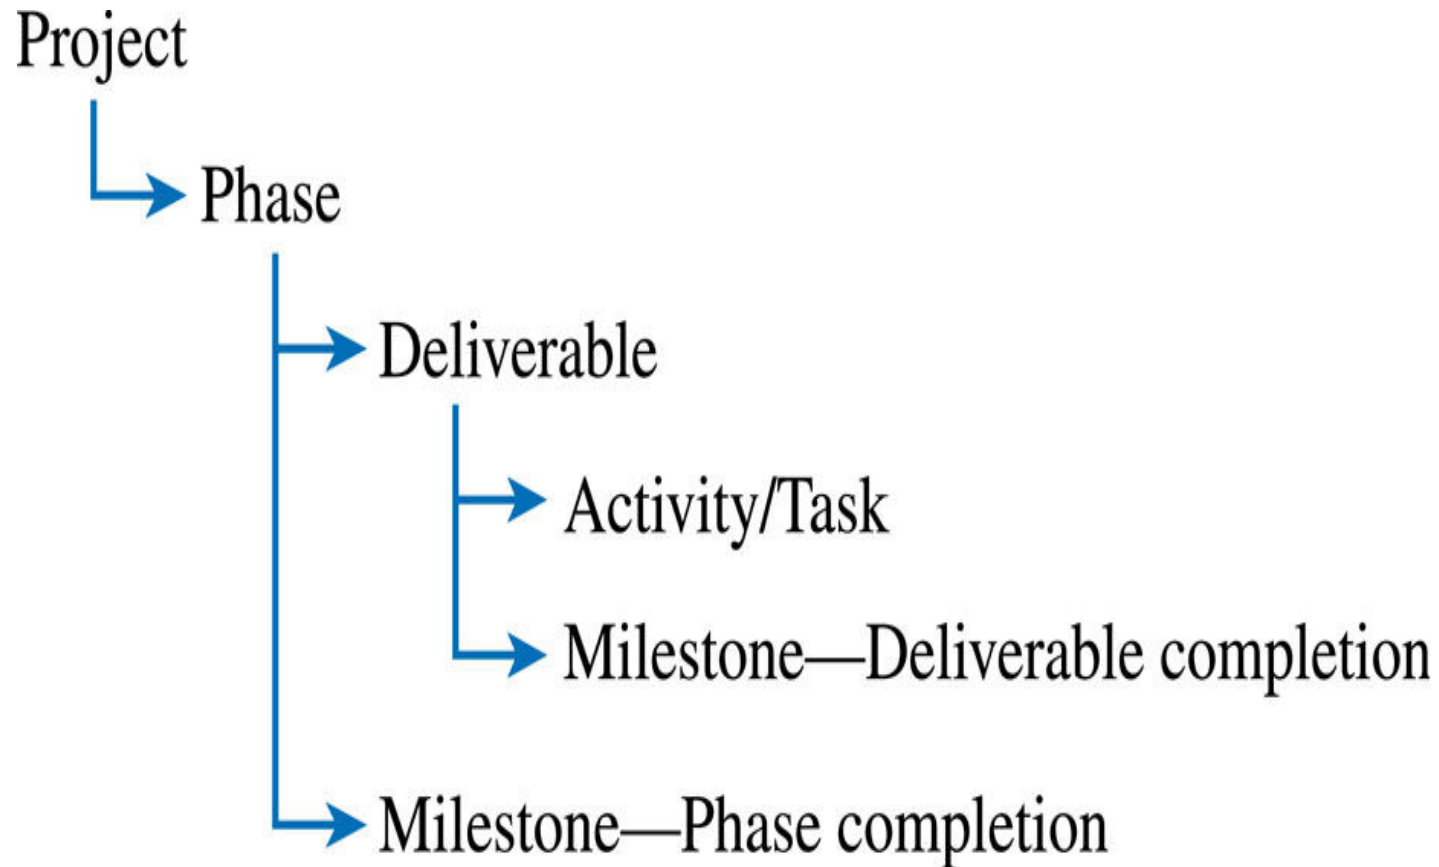 Project
Phase
Deliverable
Activity/Task
Milestone—Deliverable completion
Milestone—Phase completion